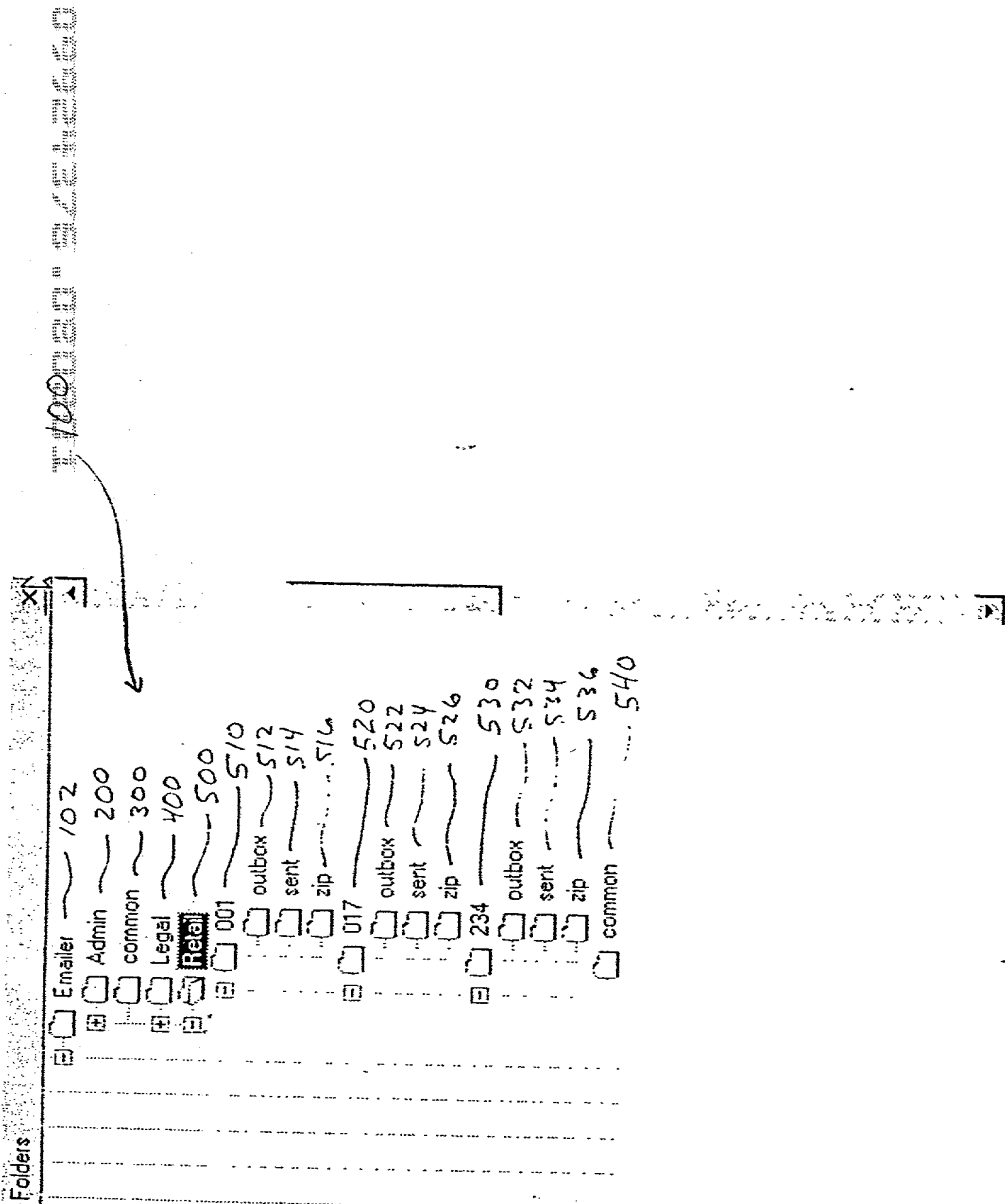 Folders
100
Emailer 102
Admin 200
common 300
Legal 400
Retail 500
001 510
outbox 512
sent 514
zip 516
017 520
outbox 522
sent 524
zip 526
234 530
outbox 532
sent 534
zip 536
common 540